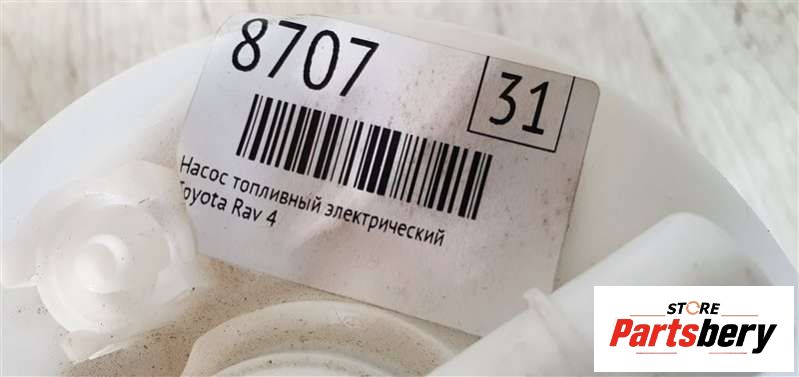 8707
31
Насос топливный электрический
Toyota Rav 4
STORE
Partsbery